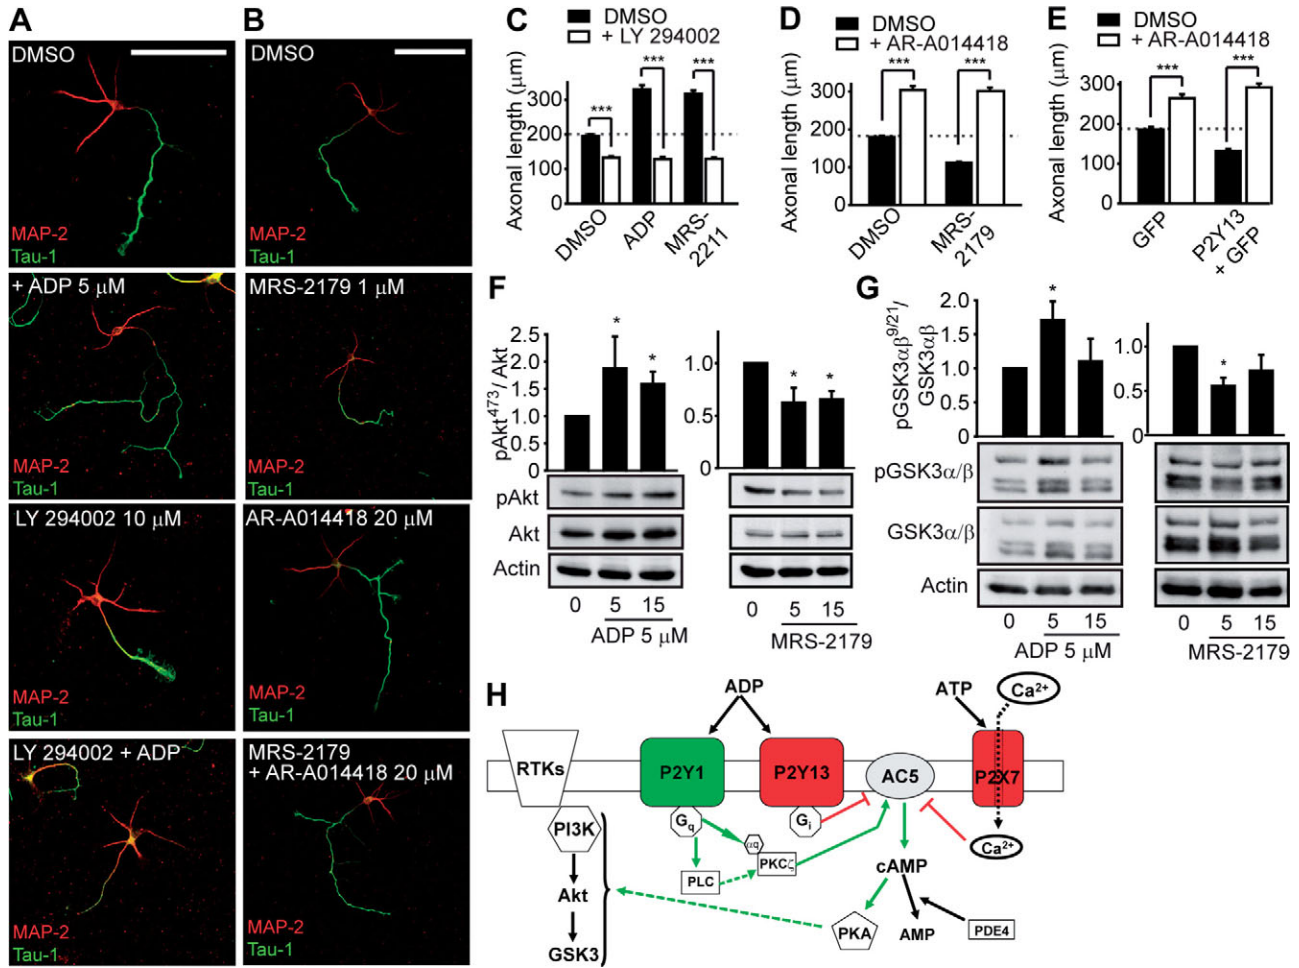 A
DMSO
MAP-2
Tau-1
+ ADP 5 μM
MAP-2
Tau-1
LY 294002 10 μM
MAP-2
Tau-1
LY 294002 + ADP
MAP-2
Tau-1
B
DMSO
MAP-2
Tau-1
MRS-2179 1 μM
MAP-2
Tau-1
AR-A014418 20 μM
MAP-2
Tau-1
MRS-2179
+ AR-A014418 20 μM
MAP-2
Tau-1
C
DMSO
+ LY 294002
Axonal length (μm)
300
200
100
0
***
***
***
DMSO
ADP
MRS-
2211
D
DMSO
+ AR-A014418
Axonal length (μm)
300
200
100
0
***
***
DMSO
MRS-
2179
E
DMSO
+ AR-A014418
Axonal length (μm)
300
200
100
0
***
***
GFP
P2Y13
+ GFP
F
pAkt473/ Akt
2.5
2.0
1.5
1.0
0.5
0
*
*
1.0
0.5
0
*
*
pAkt
Akt
Actin
0
5
15
ADP 5 μM
0
5
15
MRS-2179
G
pGSK3αβ9/21/
GSK3αβ
2.0
1.5
1.0
0.5
0
*
1.0
0.5
0
*
pGSK3α/β
GSK3α/β
Actin
0
5
15
ADP 5 μM
0
5
15
MRS-2179
H
ADP
ATP
Ca2+
RTKs
P2Y1
P2Y13
AC5
P2X7
PI3K
Gq
Gi
αq
PKCζ
PLC
Ca2+
cAMP
Akt
PKA
AMP
PDE4
GSK3